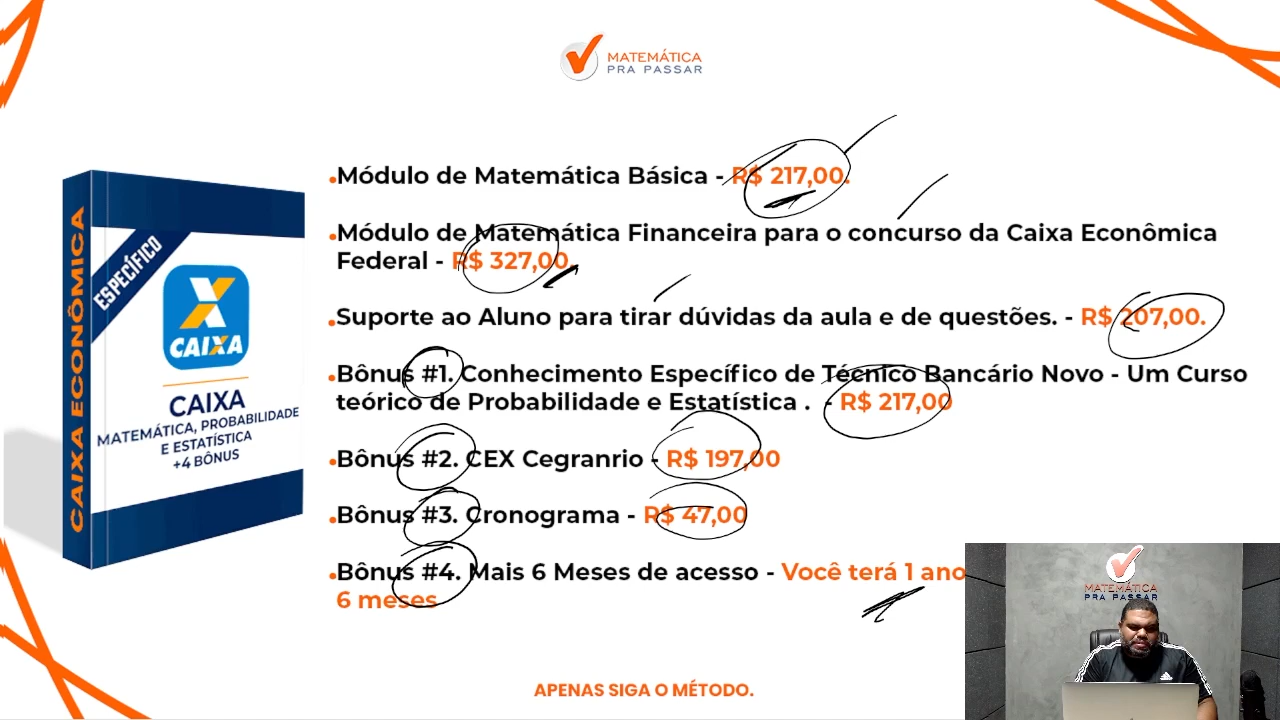 MATEMÁTICA
PRA PASSAR
•Módulo de Matemática Básica - R$ 217,00.
•Módulo de Matemática Financeira para o concurso da Caixa Econômica
Federal - R$ 327,00.
•Suporte ao Aluno para tirar dúvidas da aula e de questões. - R$ 207,00.
•Bônus #1. Conhecimento Específico de Técnico Bancário Novo - Um Curso
teórico de Probabilidade e Estatística . - R$ 217,00
•Bônus #2. CEX Cegranrio - R$ 197,00
•Bônus #3. Cronograma - R$ 47,00
•Bônus #4. Mais 6 Meses de acesso - Você terá 1 ano
6 meses
CAIXA ECONÔMICA
ESPECÍFICO
CAIXA
CAIXA
MATEMÁTICA, PROBABILIDADE
E ESTATÍSTICA
+4 BÔNUS
MATEMÁTICA
PRA PASSAR
APENAS SIGA O MÉTODO.